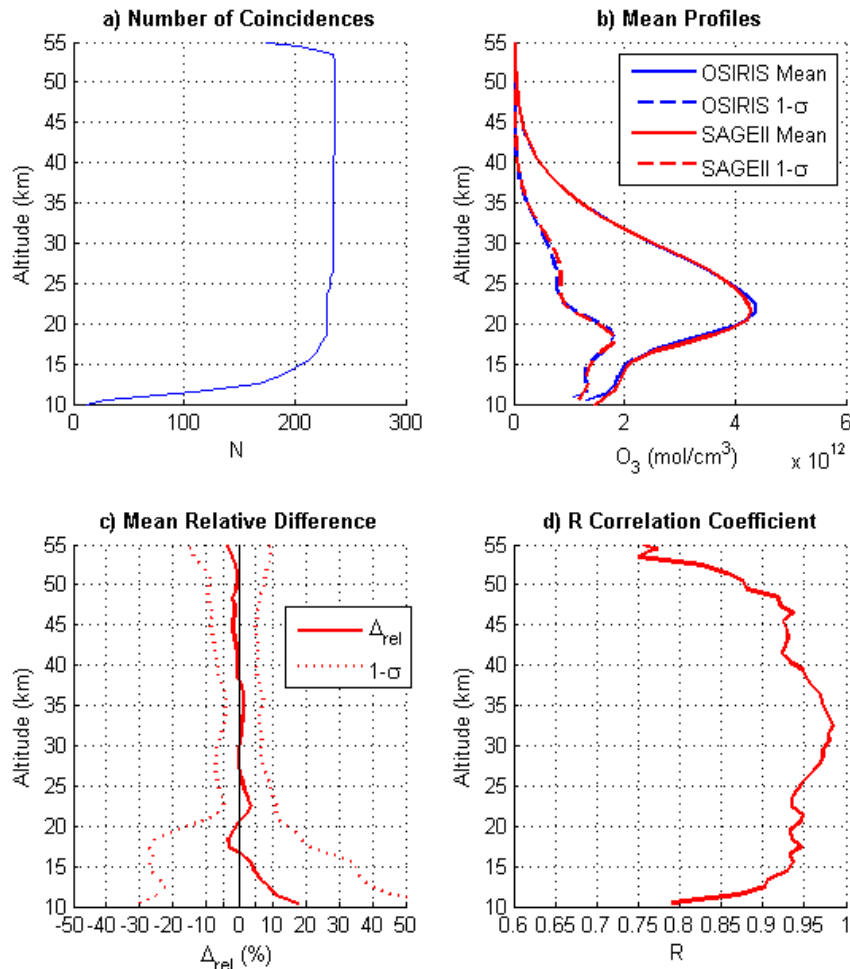 a) Number of Coincidences
55
50
45
40
35
30
25
20
15
10
Altitude (km)
0 100 200 300
N
b) Mean Profiles
55
50
45
40
35
30
25
20
15
10
Altitude (km)
OSIRIS Mean
OSIRIS 1-σ
SAGEII Mean
SAGEII 1-σ
0 2 4 6
O₃ (mol/cm³) x 10¹²
c) Mean Relative Difference
55
50
45
40
35
30
25
20
15
10
Altitude (km)
Δrel
1-σ
-50 -40 -30 -20 -10 0 10 20 30 40 50
Δrel (%)
d) R Correlation Coefficient
55
50
45
40
35
30
25
20
15
10
Altitude (km)
0.6 0.65 0.7 0.75 0.8 0.85 0.9 0.95 1
R